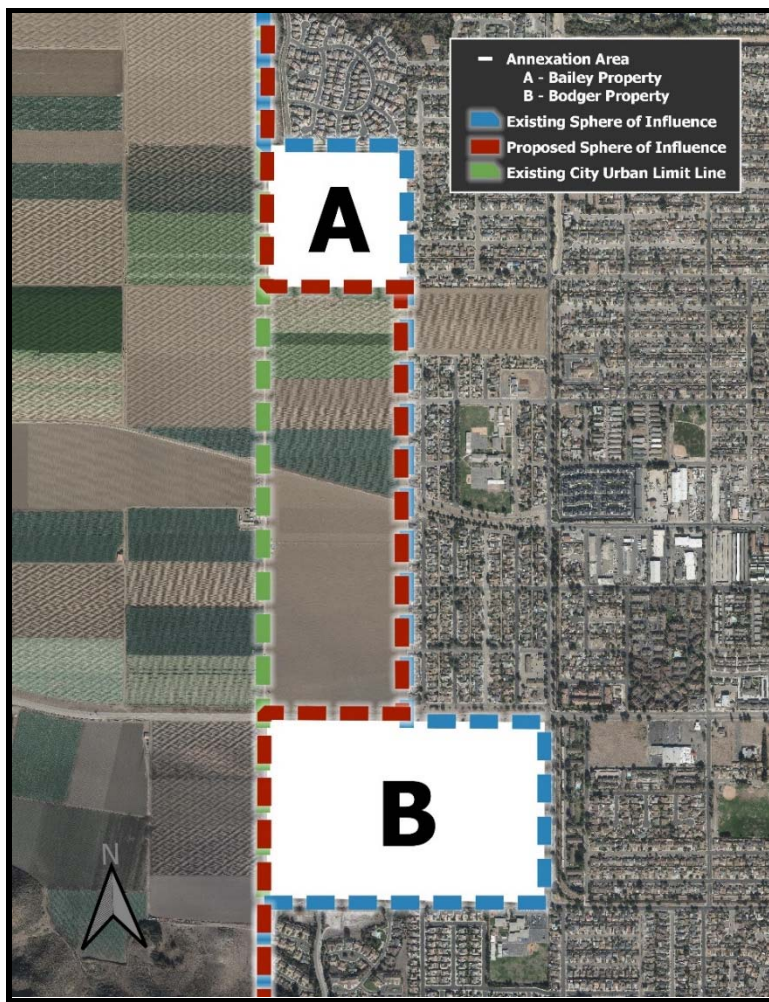 Annexation Area
A - Bailey Property
B - Bodger Property
Existing Sphere of Influence
Proposed Sphere of Influence
Existing City Urban Limit Line
A
B
N